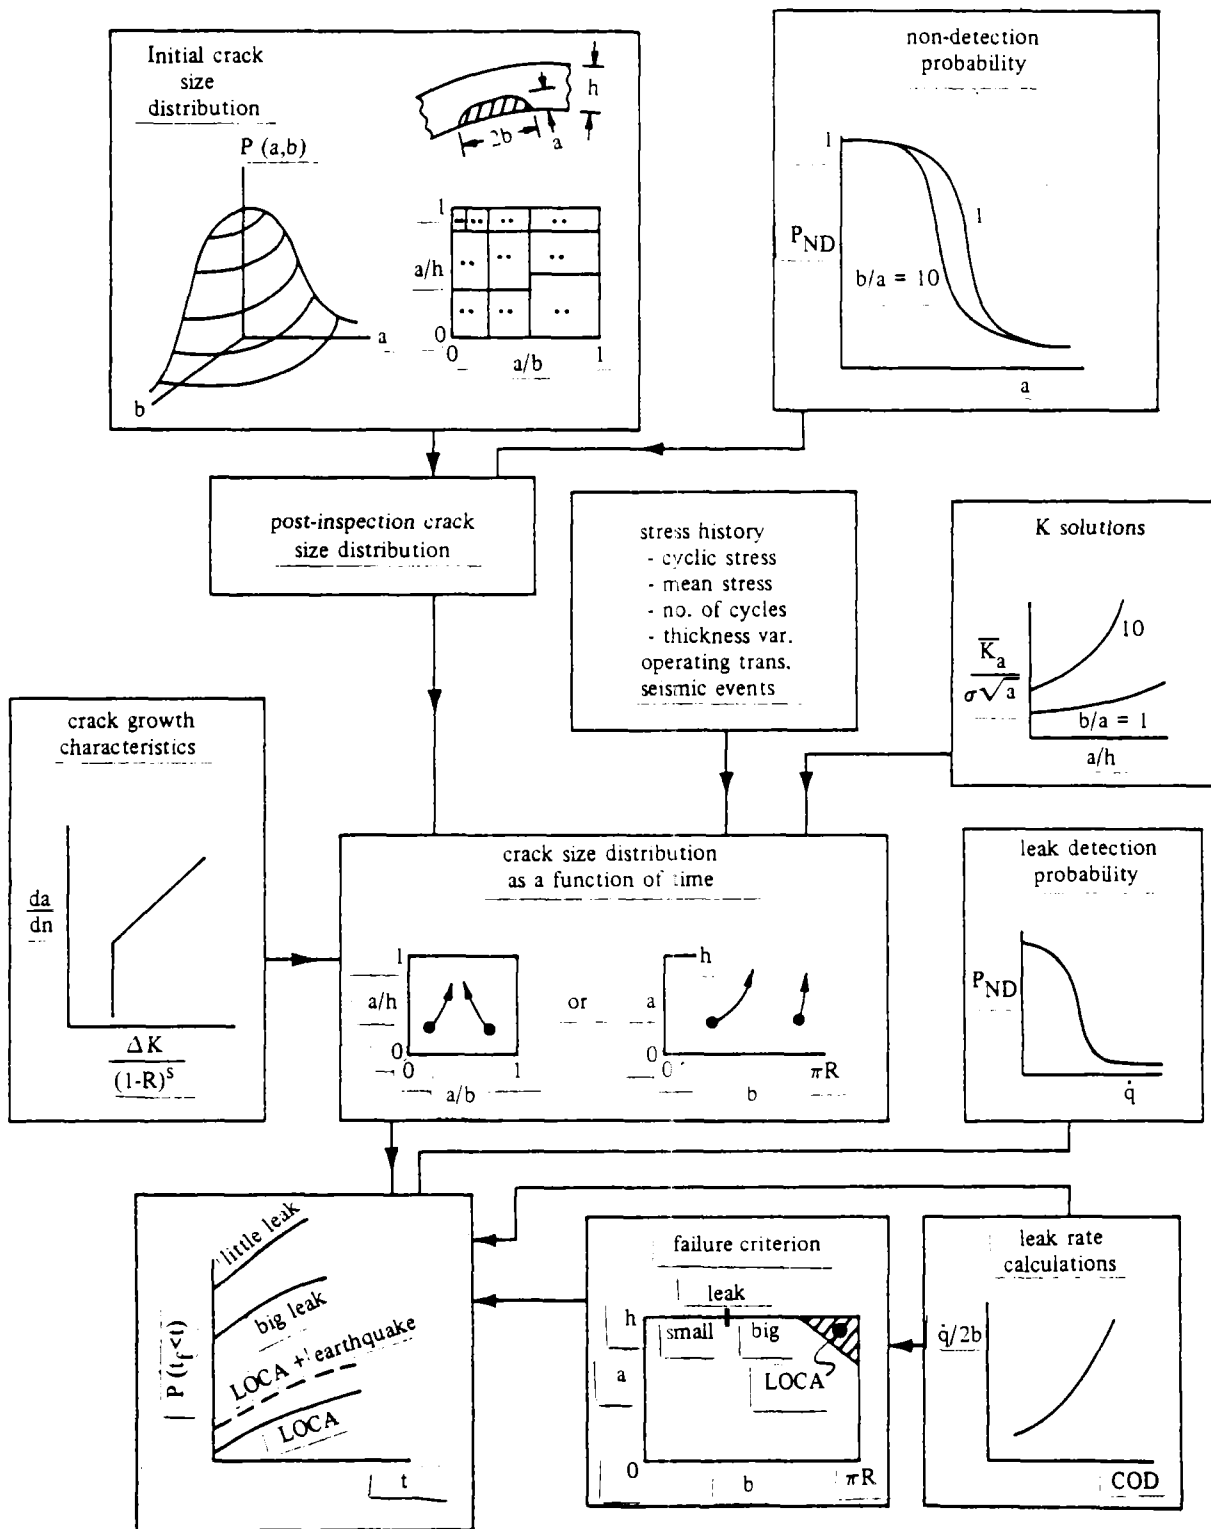 Initial crack
size
distribution
P (a,b)
a
b
h
2b
a
1
a/h
0
0
a/b
1
non-detection
probability
1
P_ND
1
b/a = 10
a
post-inspection crack
size distribution
stress history
- cyclic stress
- mean stress
- no. of cycles
- thickness var.
operating trans.
seismic events
K solutions
K̅_a
σ√a
10
b/a = 1
a/h
crack growth
characteristics
da
dn
ΔK
(1-R)^s
crack size distribution
as a function of time
1
a/h
0
0
a/b
1
or
h
a
0
0
b
πR
leak detection
probability
P_ND
q̇
P (t_f<t)
little leak
big leak
LOCA + earthquake
LOCA
t
failure criterion
leak
h
small
big
a
LOCA
0
b
πR
leak rate
calculations
q̇/2b
COD